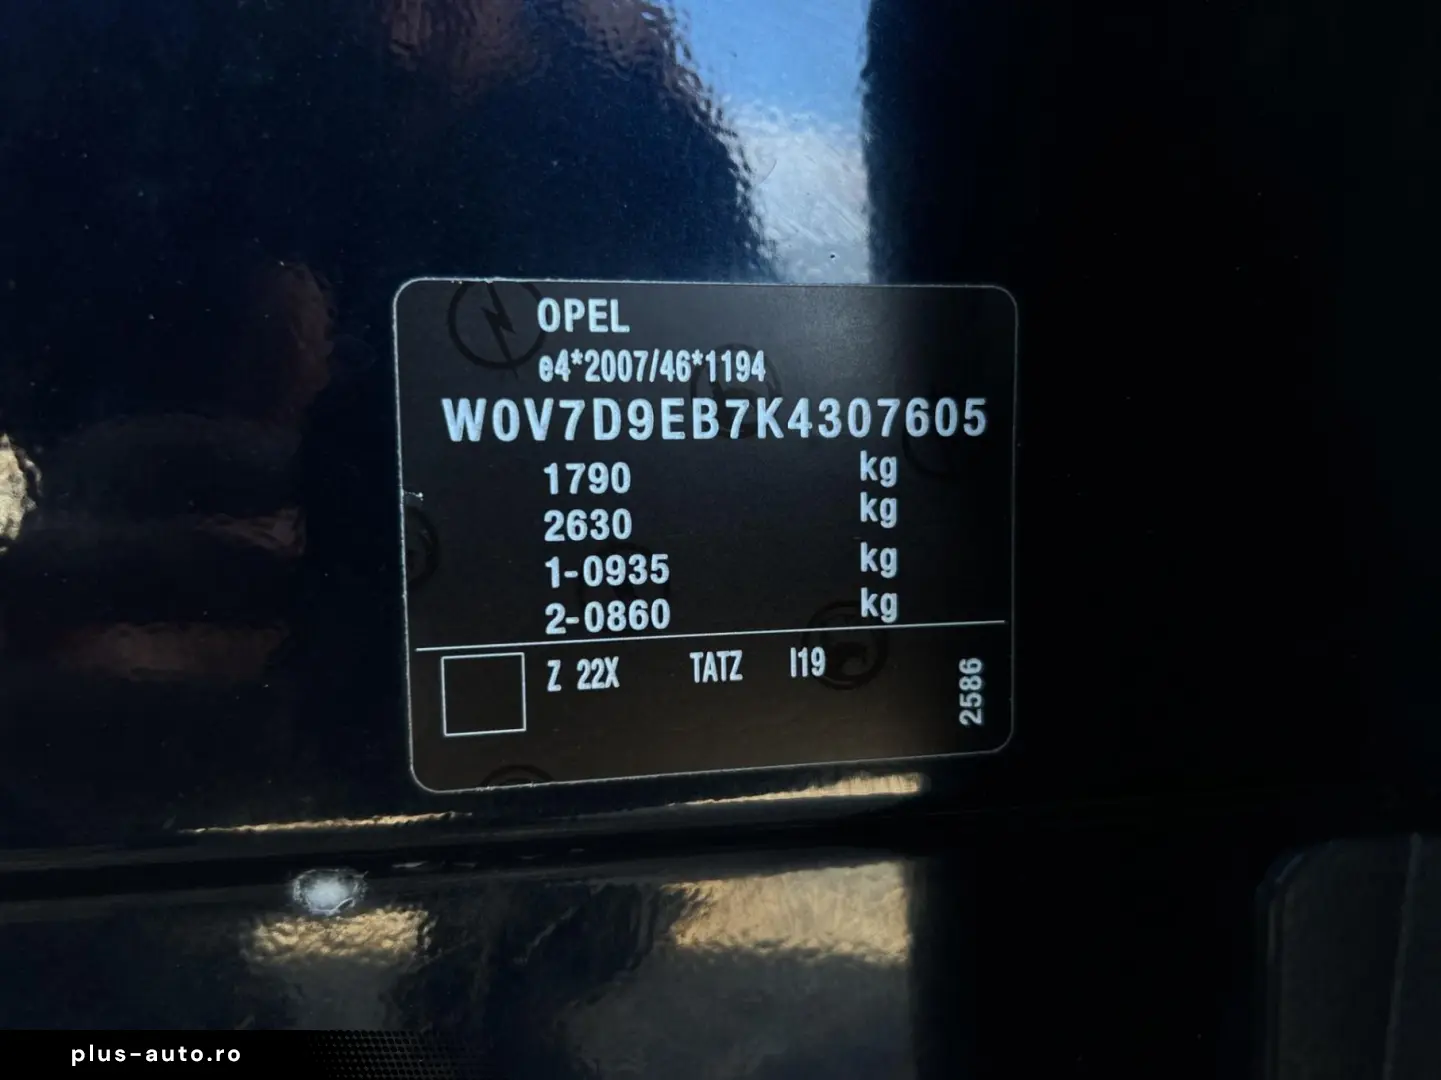 OPEL
e4*2007/46*1194
W0V7D9EB7K4307605
1790 kg
2630 kg
1-0935 kg
2-0860 kg
Z 22X TATZ I19
2586
plus-auto.ro